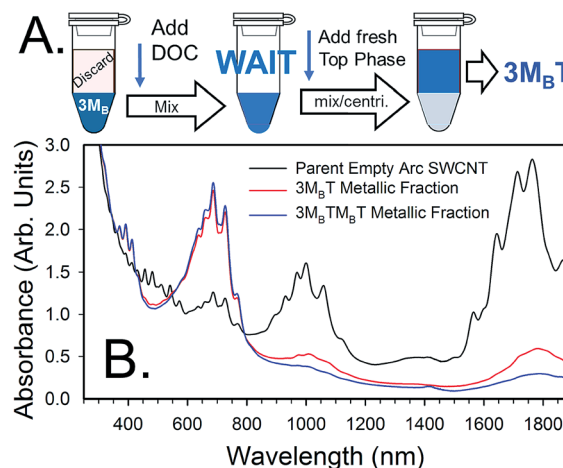 A.
Add
DOC
Add fresh
Top Phase
Discard
WAIT
3MB
Mix
mix/centri.
3MBT
Absorbance (Arb. Units)
3.0
2.5
2.0
1.5
1.0
0.5
0.0
Parent Empty Arc SWCNT
3MBT Metallic Fraction
3MBTMBT Metallic Fraction
B.
400 600 800 1000 1200 1400 1600 1800
Wavelength (nm)